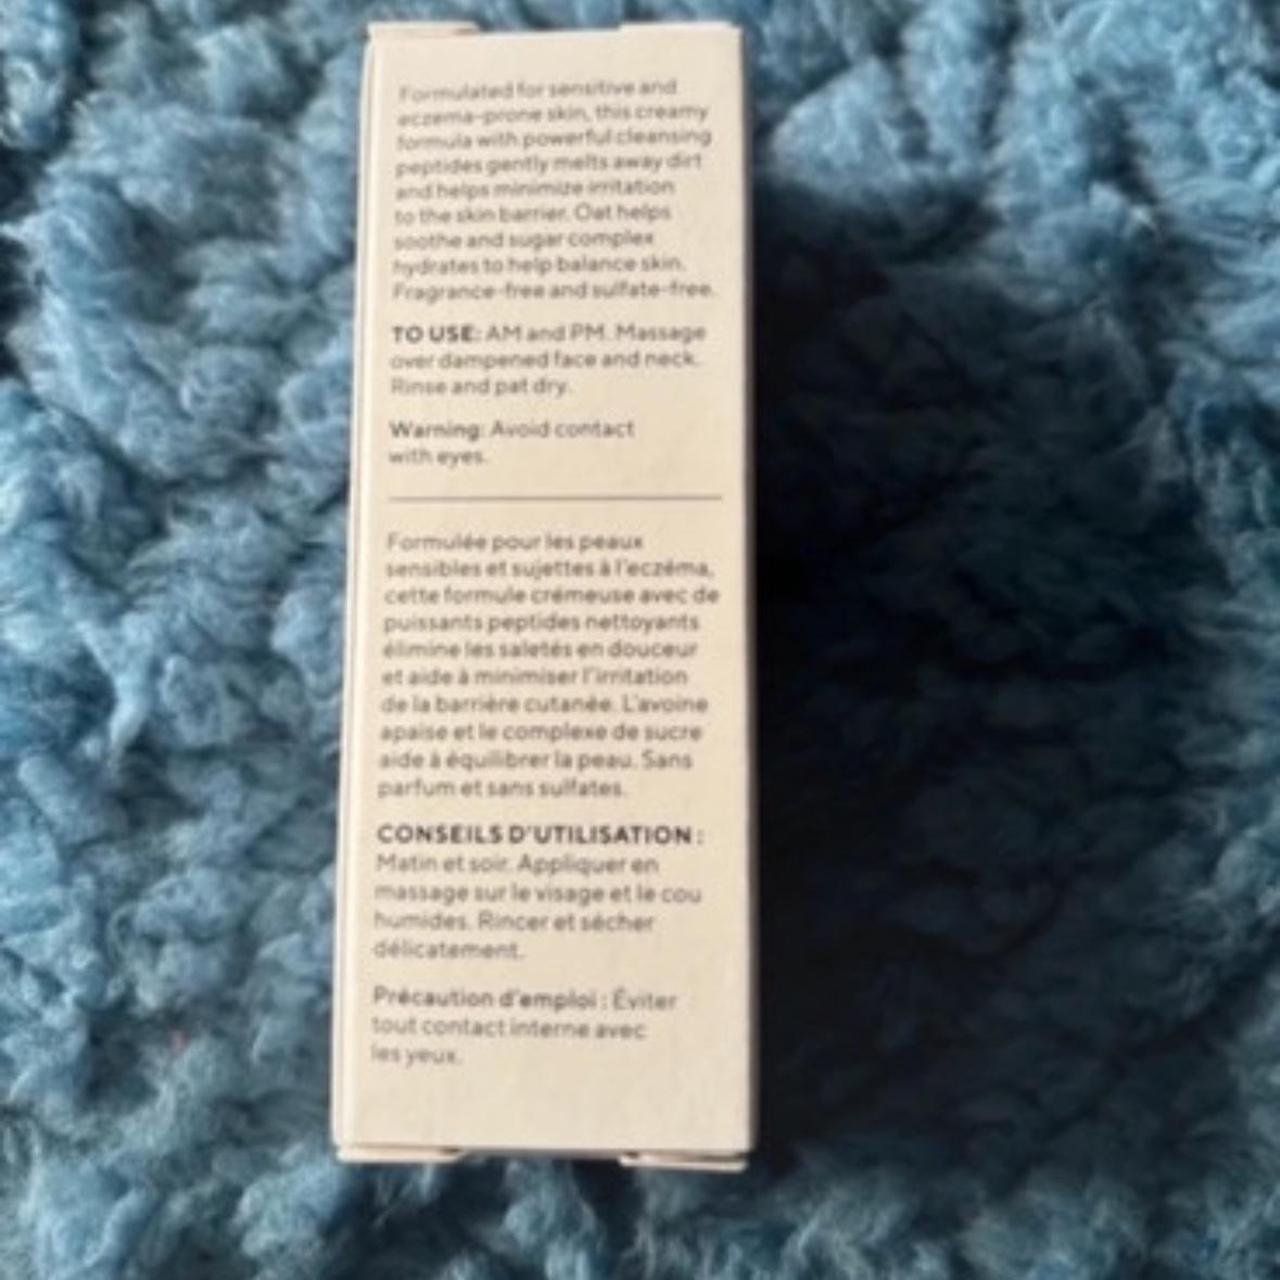 Formulated for sensitive and
eczema-prone skin, this creamy
formula with powerful cleansing
peptides gently melts away dirt
and helps minimize irritation
to the skin barrier. Oat helps
soothe and sugar complex
hydrates to help balance skin.
Fragrance-free and sulfate-free.
TO USE: AM and PM. Massage
over dampened face and neck.
Rinse and pat dry.
Warning: Avoid contact
with eyes.
Formulée pour les peaux
sensibles et sujettes à l'eczéma,
cette formule crémeuse avec de
puissants peptides nettoyants
élimine les saletés en douceur
et aide à minimiser l'irritation
de la barrière cutanée. L'avoine
apaise et le complexe de sucre
aide à équilibrer la peau. Sans
parfum et sans sulfates.
CONSEILS D'UTILISATION :
Matin et soir. Appliquer en
massage sur le visage et le cou
humides. Rincer et sécher
délicatement.
Précaution d'emploi : Éviter
tout contact interne avec
les yeux.